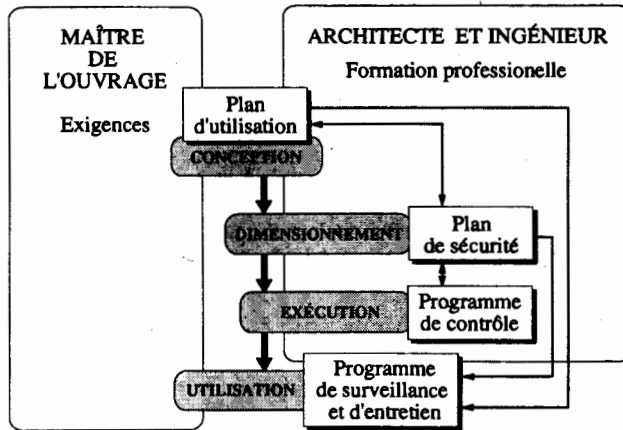 MAÎTRE
DE
L'OUVRAGE
Exigences
ARCHITECTE ET INGÉNIEUR
Formation professionelle
Plan
d'utilisation
CONCEPTION
DIMENSIONNEMENT
Plan
de sécurité
EXÉCUTION
Programme
de contrôle
UTILISATION
Programme
de surveillance
et d'entretien